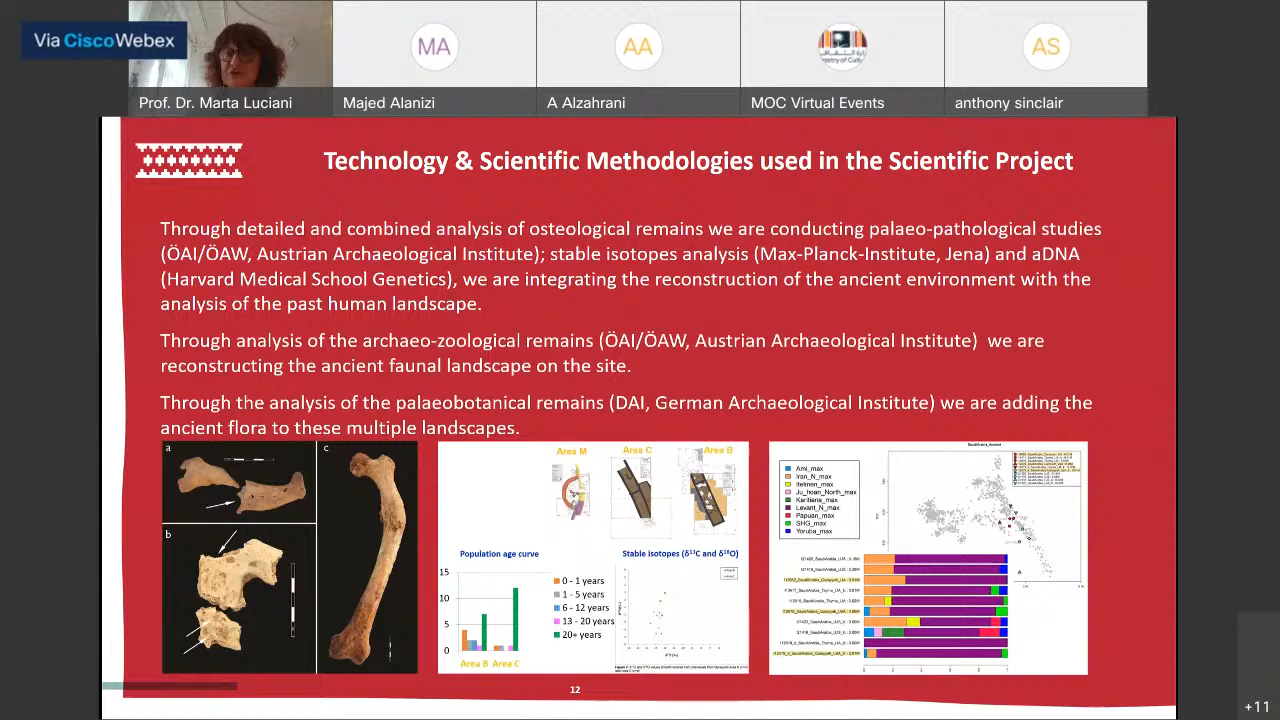 Via CiscoWebex
MA
AA
AS
Prof. Dr. Marta Luciani
Majed Alanizi
A Alzahrani
MOC Virtual Events
anthony sinclair
Technology & Scientific Methodologies used in the Scientific Project
Through detailed and combined analysis of osteological remains we are conducting palaeo-pathological studies
(ÖAI/ÖAW, Austrian Archaeological Institute); stable isotopes analysis (Max-Planck-Institute, Jena) and aDNA
(Harvard Medical School Genetics), we are integrating the reconstruction of the ancient environment with the
analysis of the past human landscape.
Through analysis of the archaeo-zoological remains (ÖAI/ÖAW, Austrian Archaeological Institute)  we are
reconstructing the ancient faunal landscape on the site.
Through the analysis of the palaeobotanical remains (DAI, German Archaeological Institute) we are adding the
ancient flora to these multiple landscapes.
a
b
c
Area M
Area C
Area B
Population age curve
15
10
5
0
0 - 1 years
1 - 5 years
6 - 12 years
13 - 20 years
20+ years
Area B
Area C
Stable isotopes (δ¹³C and δ¹⁸O)
Ami_max
Iran_N_max
Itelmen_max
Ju_hoan_North_max
Karitiana_max
Levant_N_max
Papuan_max
SHG_max
Yoruba_max
12
+11